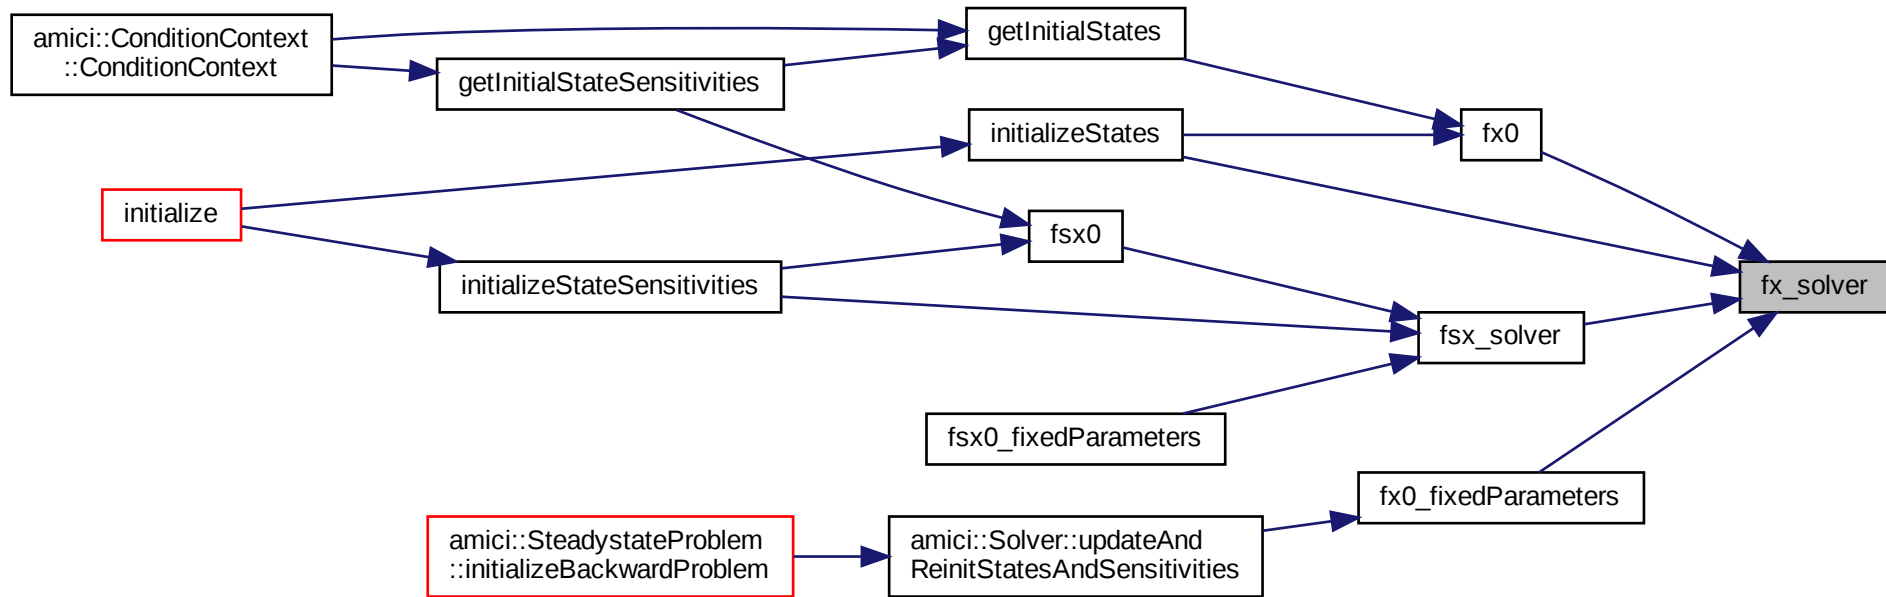 amici::ConditionContext
::ConditionContext
getInitialStates
getInitialStateSensitivities
initializeStates
fx0
initialize
fsx0
initializeStateSensitivities
fx_solver
fsx_solver
fsx0_fixedParameters
fx0_fixedParameters
amici::SteadystateProblem
::initializeBackwardProblem
amici::Solver::updateAnd
ReinitStatesAndSensitivities